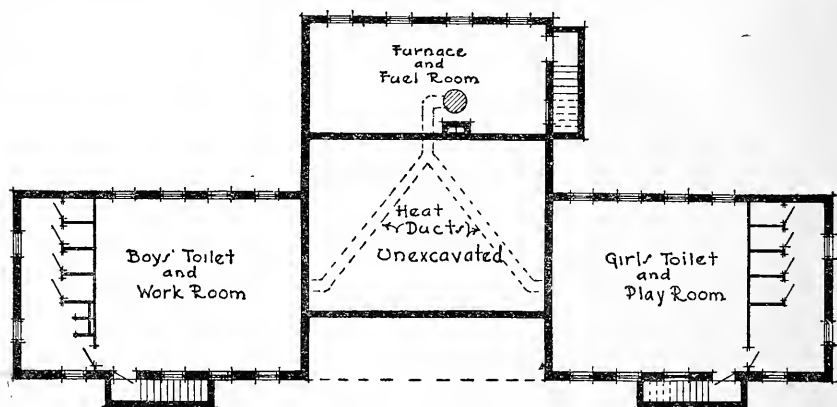 Furnace
and
Fuel Room
Heat
Ducts
Unexcavated
Boys' Toilet
and
Work Room
Girls Toilet
and
Play Room